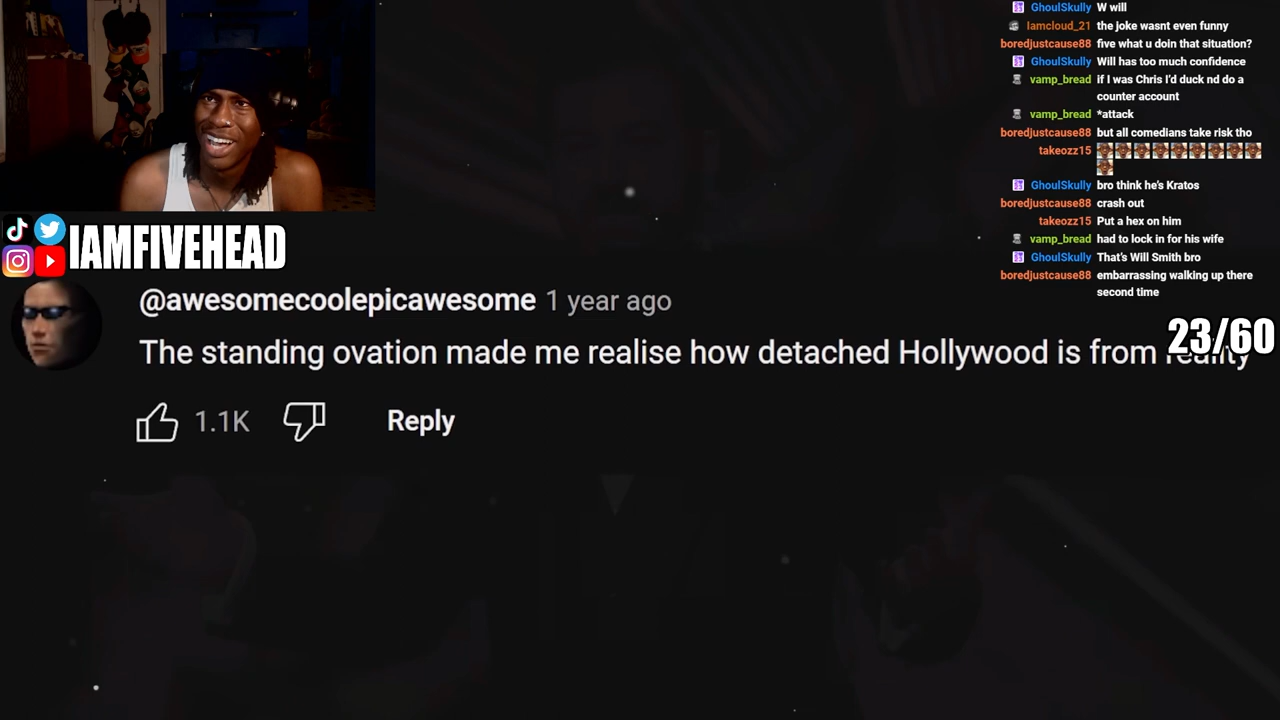 GhoulSkully W will
Iamcloud_21 the joke wasnt even funny
boredjustcause88 five what u doin that situation?
GhoulSkully Will has too much confidence
vamp_bread if I was Chris I'd duck nd do a
counter account
vamp_bread *attack
boredjustcause88 but all comedians take risk tho
takeozz15
GhoulSkully bro think he's Kratos
boredjustcause88 crash out
takeozz15 Put a hex on him
vamp_bread had to lock in for his wife
GhoulSkully That's Will Smith bro
boredjustcause88 embarrassing walking up there
second time
IAMFIVEHEAD
@awesomecoolepicawesome 1 year ago
The standing ovation made me realise how detached Hollywood is from reality
23/60
1.1K Reply